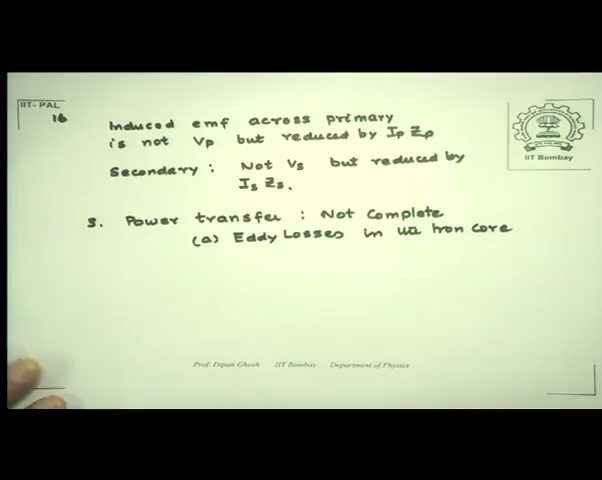 IIT-PAL
16
IIT Bombay
Induced emf across primary
is not Vp but reduced by Ip Zp
Secondary : Not Vs but reduced by
Is Zs.
3. Power transfer : Not Complete
(a) Eddy Losses in the Iron Core
Prof. Dipan Ghosh IIT Bombay Department of Physics